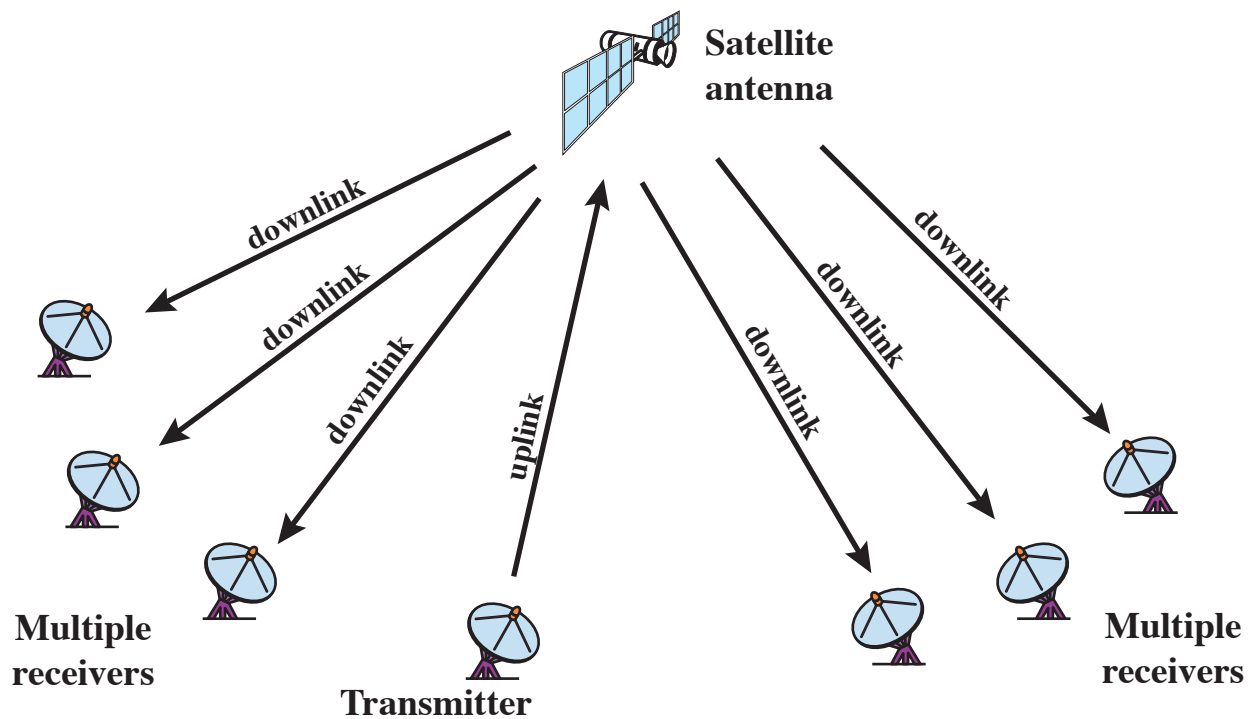 Satellite
antenna
downlink
downlink
downlink
uplink
downlink
downlink
downlink
Multiple
receivers
Transmitter
Multiple
receivers